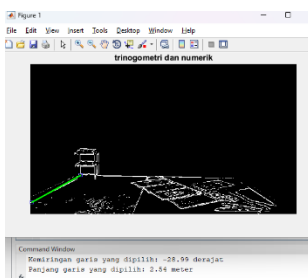 Figure 1
File Edit View Insert Tools Desktop Window Help
trinogometri dan numerik
Command Window
Kemiringan garis yang dipilih: -28.99 derajat
Panjang garis yang dipilih: 2.56 meter